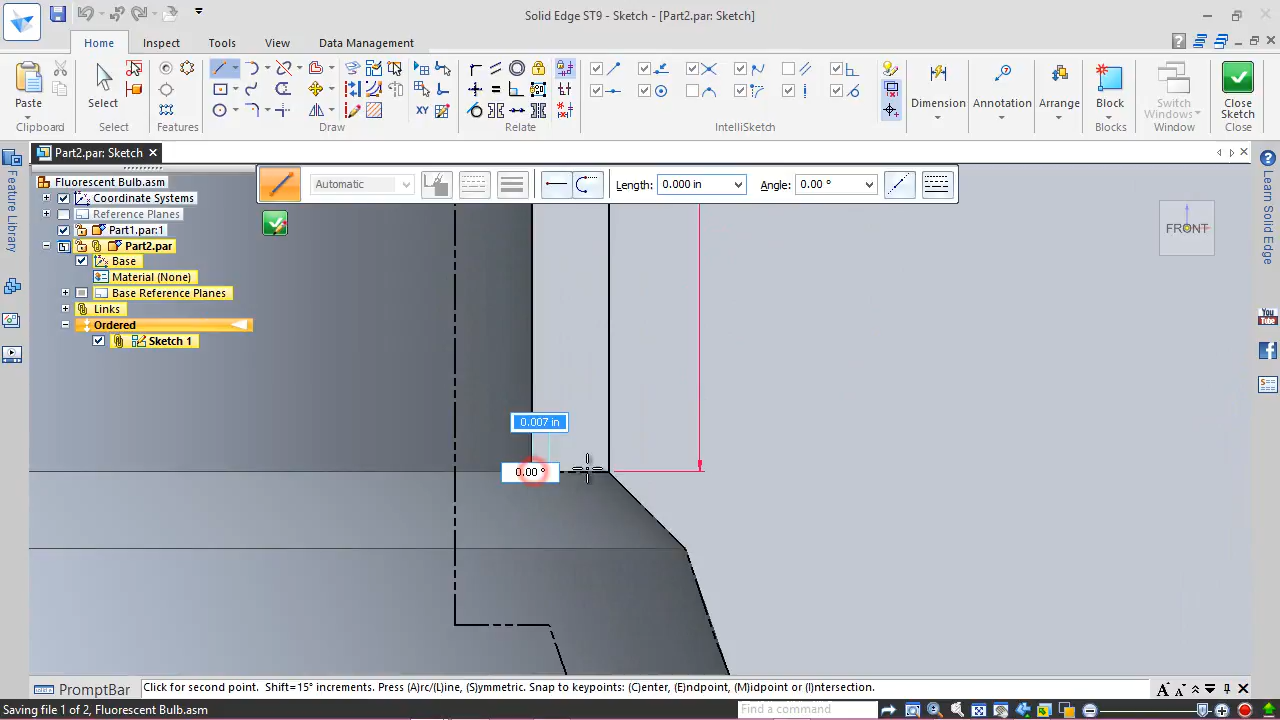 Solid Edge ST9 - Sketch - [Part2.par: Sketch]
Home Inspect Tools View Data Management
Paste
Select
Dimension
Annotation
Arrange
Block
Switch Windows
Close Sketch
Clipboard Select Features Draw Relate IntelliSketch Blocks Window Close
Part2.par: Sketch
Automatic
Length: 0.000 in
Angle: 0.00 °
Fluorescent Bulb.asm
Coordinate Systems
Reference Planes
Part1.par:1
Part2.par
Base
Material (None)
Base Reference Planes
Links
Ordered
Sketch 1
Feature Library
FRONT
Learn Solid Edge
You Tube
0.007 in
0.00 °
PromptBar
Click for second point. Shift=15° increments. Press (A)rc/(L)ine, (S)ymmetric. Snap to keypoints: (C)enter, (E)ndpoint, (M)idpoint or (I)ntersection.
Saving file 1 of 2, Fluorescent Bulb.asm
Find a command